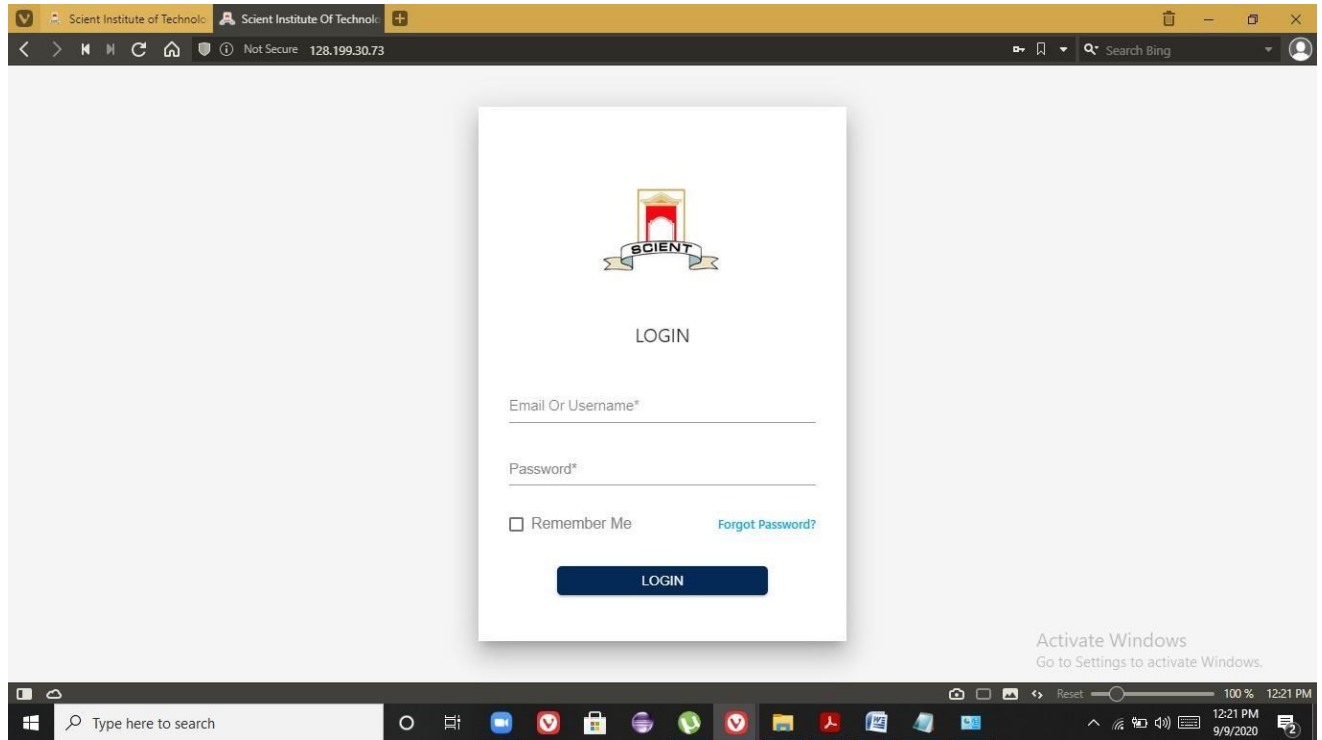 Scient Institute of Technolo
Scient Institute Of Technolo
Not Secure 128.199.30.73
Search Bing
SCIENT
LOGIN
Email Or Username*
Password*
Remember Me
Forgot Password?
LOGIN
Activate Windows
Go to Settings to activate Windows.
Reset
100 %
12:21 PM
Type here to search
12:21 PM
9/9/2020
2